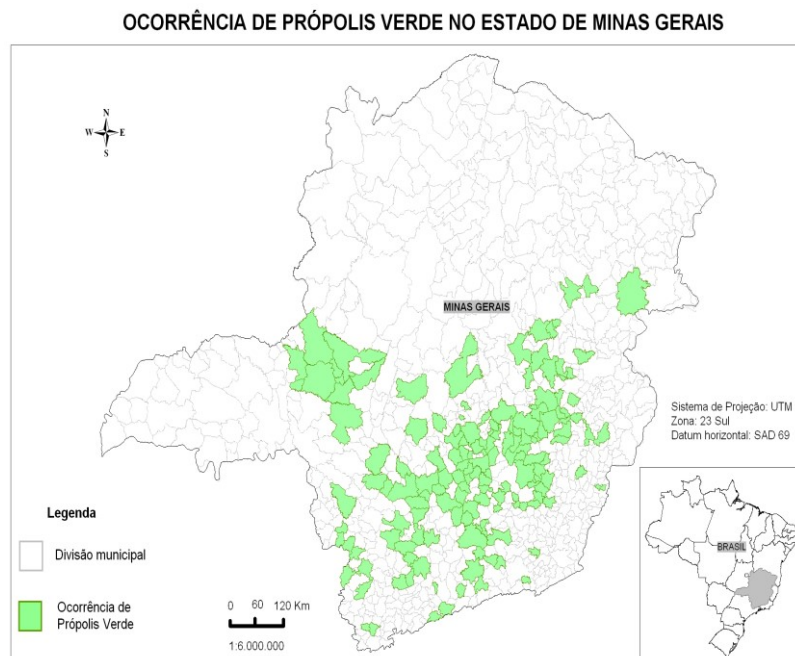 OCORRÊNCIA DE PRÓPOLIS VERDE NO ESTADO DE MINAS GERAIS
N
W E
S
MINAS GERAIS
Sistema de Projeção: UTM
Zona: 23 Sul
Datum horizontal: SAD 69
Legenda
Divisão municipal
Ocorrência de
Própolis Verde
0 60 120 Km
1:6.000.000
BRASIL